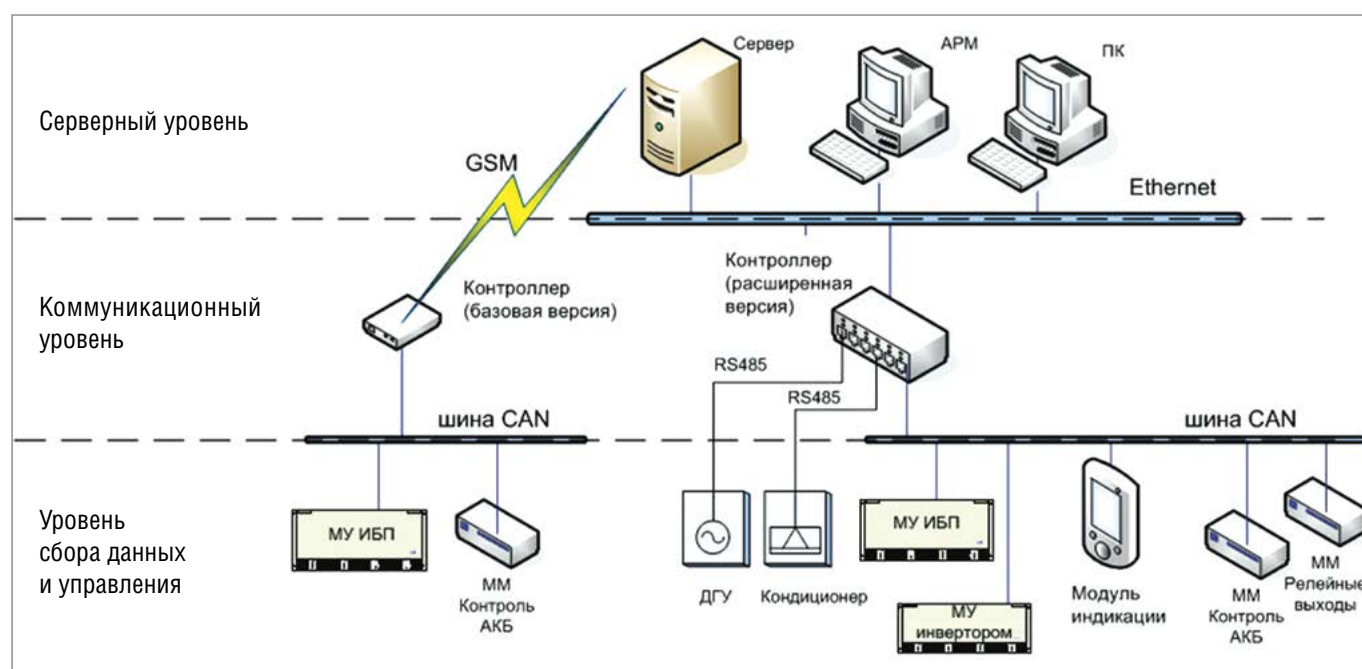 Серверный уровень
Сервер
АРМ
ПК
GSM
Ethernet
Коммуникационный
уровень
Контроллер
(базовая версия)
Контроллер
(расширенная
версия)
RS485
RS485
шина CAN
шина CAN
Уровень
сбора данных
и управления
МУ ИБП
ММ
Контроль
АКБ
ДГУ
Кондиционер
МУ ИБП
МУ
инвертором
Модуль
индикации
ММ
Контроль
АКБ
ММ
Релейные
выходы